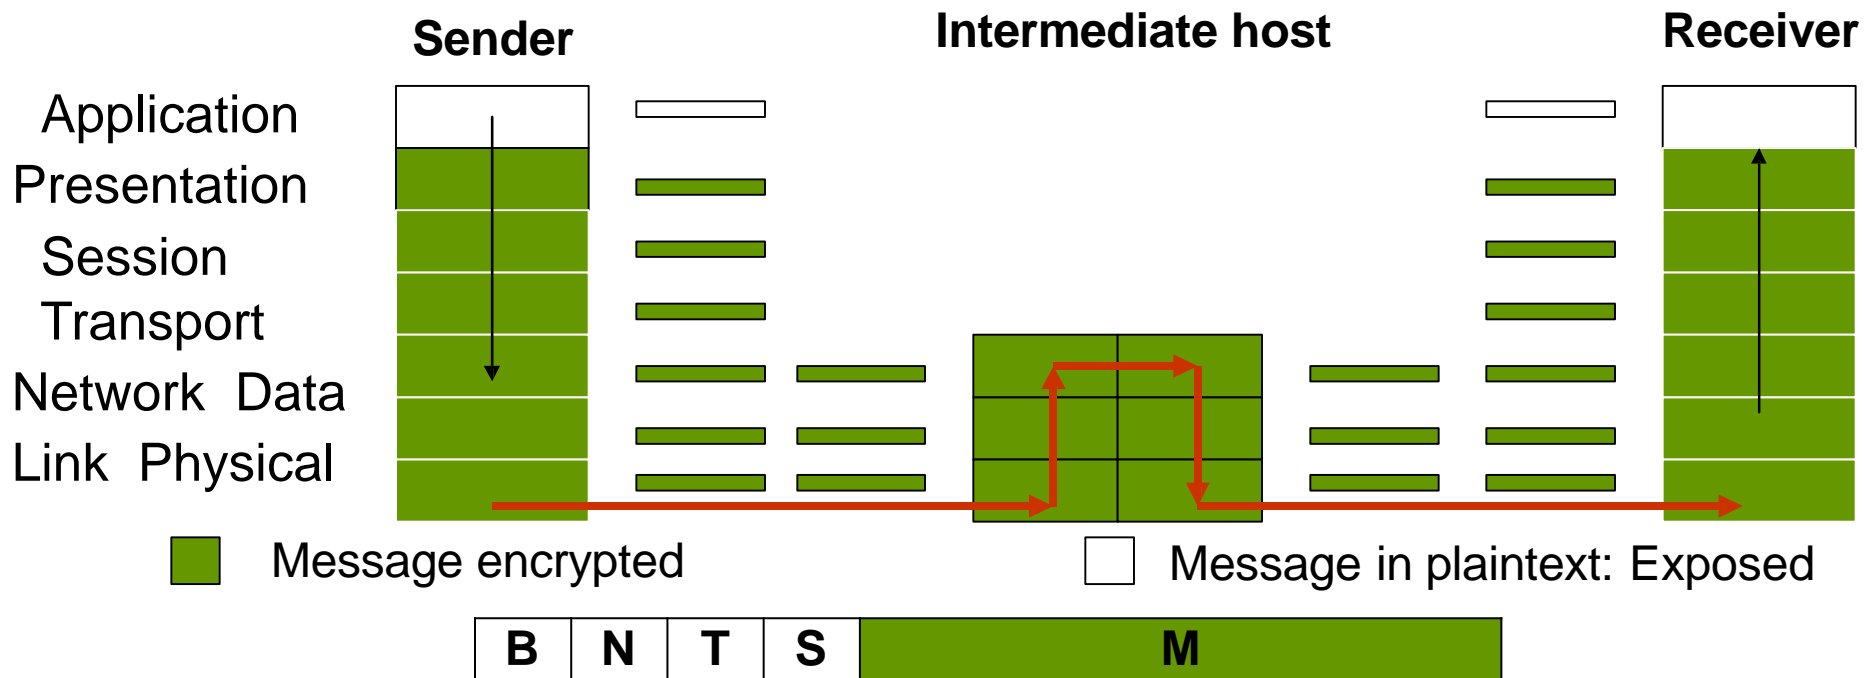 Sender
Intermediate host
Receiver
Application
Presentation
Session
Transport
Network Data
Link Physical
Message encrypted
Message in plaintext: Exposed
B N T S M